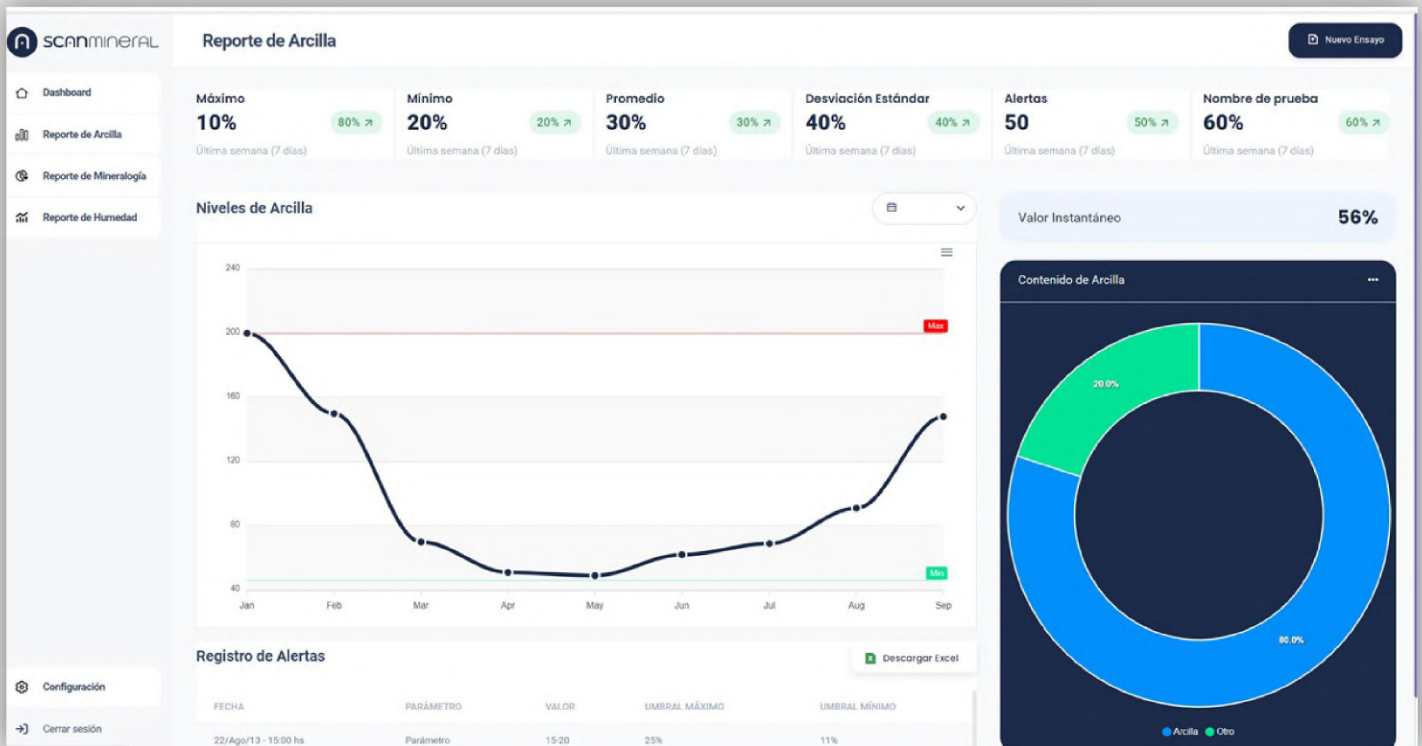 SCANMINERAL
Reporte de Arcilla
Nuevo Ensayo
Dashboard
Reporte de Arcilla
Reporte de Mineralogía
Reporte de Humedad
Configuración
Cerrar sesión
Máximo
10%
80%
Última semana (7 días)
Mínimo
20%
20%
Última semana (7 días)
Promedio
30%
30%
Última semana (7 días)
Desviación Estándar
40%
40%
Última semana (7 días)
Alertas
50
50%
Última semana (7 días)
Nombre de prueba
60%
60%
Última semana (7 días)
Niveles de Arcilla
240
200
160
120
80
40
Max
Min
Jan Feb Mar Apr May Jun Jul Aug Sep
Valor Instantáneo 56%
Contenido de Arcilla
20.0%
80.0%
Arcilla Otro
Registro de Alertas
Descargar Excel
FECHA PARÁMETRO VALOR UMBRAL MÁXIMO UMBRAL MÍNIMO
22/Ago/13 - 15:00 hs Parámetro 15-20 25% 11%